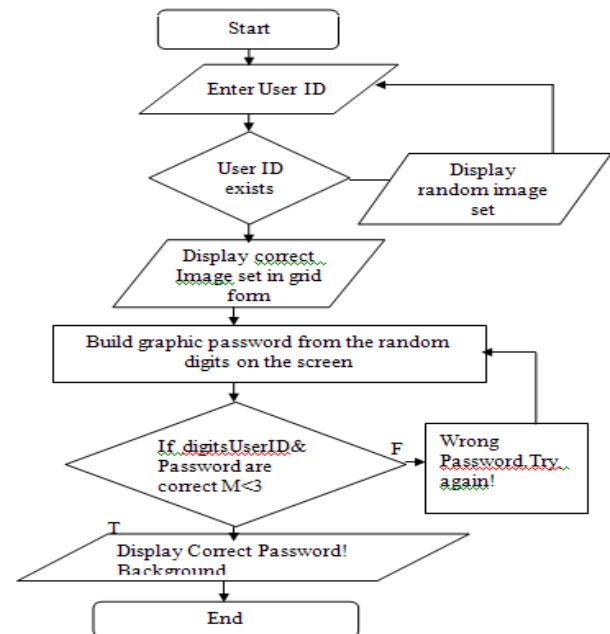 Start
Enter User ID
User ID
exists
Display
random image
set
Display correct
Image set in grid
form
Build graphic password from the random
digits on the screen
If digitsUserID&
Password are
correct M<3
F
Wrong
Password.Try
again!
T
Display Correct Password!
Background
End